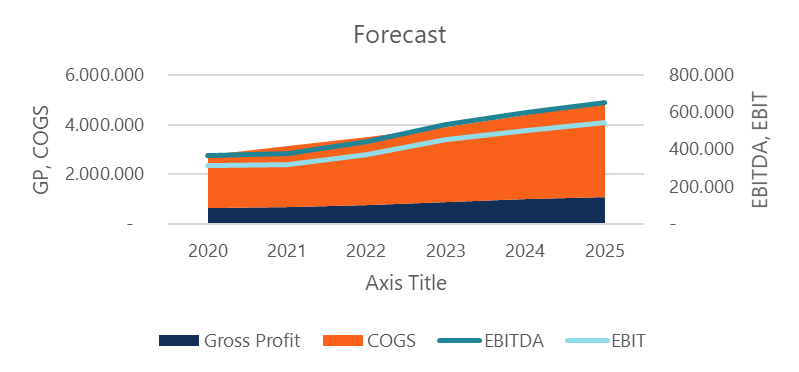 Forecast
6.000.000
4.000.000
2.000.000
-
GP, COGS
800.000
600.000
400.000
200.000
-
EBITDA, EBIT
2020 2021 2022 2023 2024 2025
Axis Title
Gross Profit COGS EBITDA EBIT